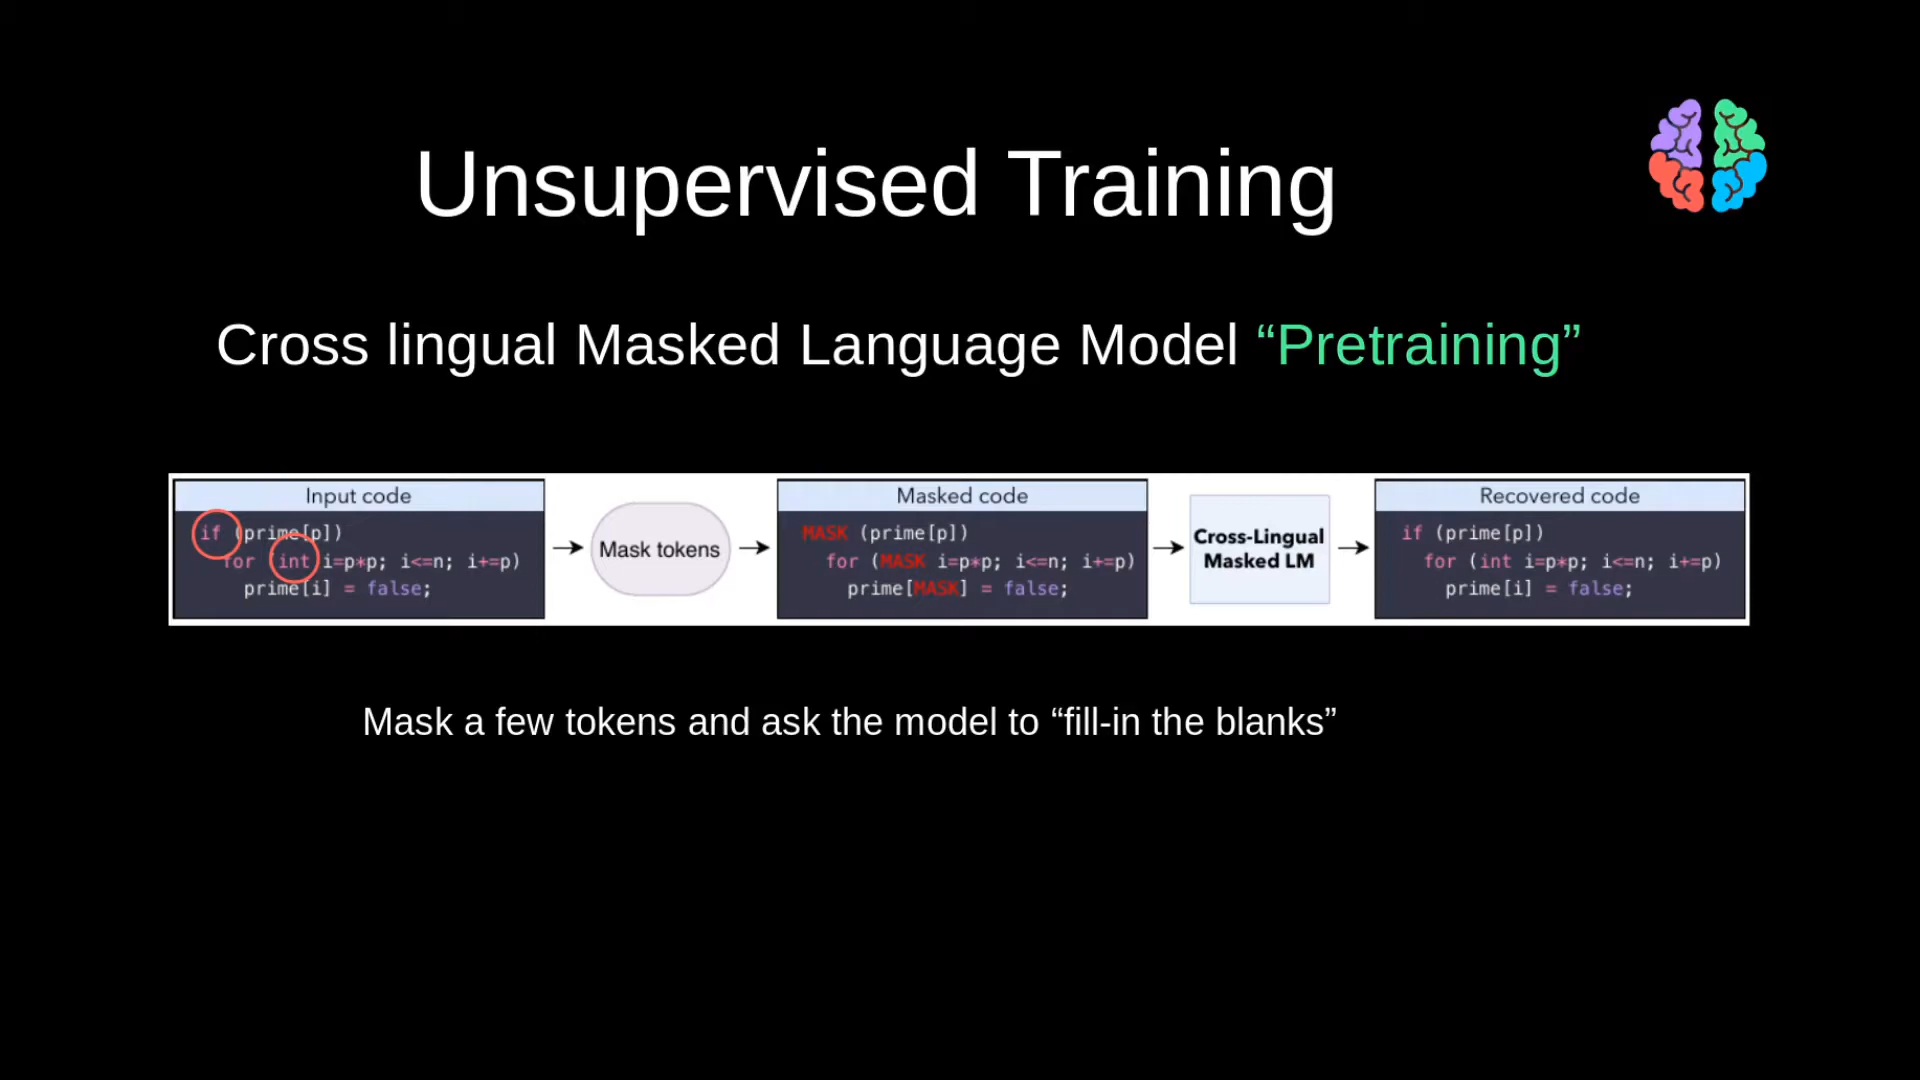 Unsupervised Training
Cross lingual Masked Language Model “Pretraining”
Input code
if (prime[p])
for (int i=p*p; i<=n; i+=p)
prime[i] = false;
Mask tokens
Masked code
MASK (prime[p])
for (MASK i=p*p; i<=n; i+=p)
prime[MASK] = false;
Cross-Lingual
Masked LM
Recovered code
if (prime[p])
for (int i=p*p; i<=n; i+=p)
prime[i] = false;
Mask a few tokens and ask the model to “fill-in the blanks”